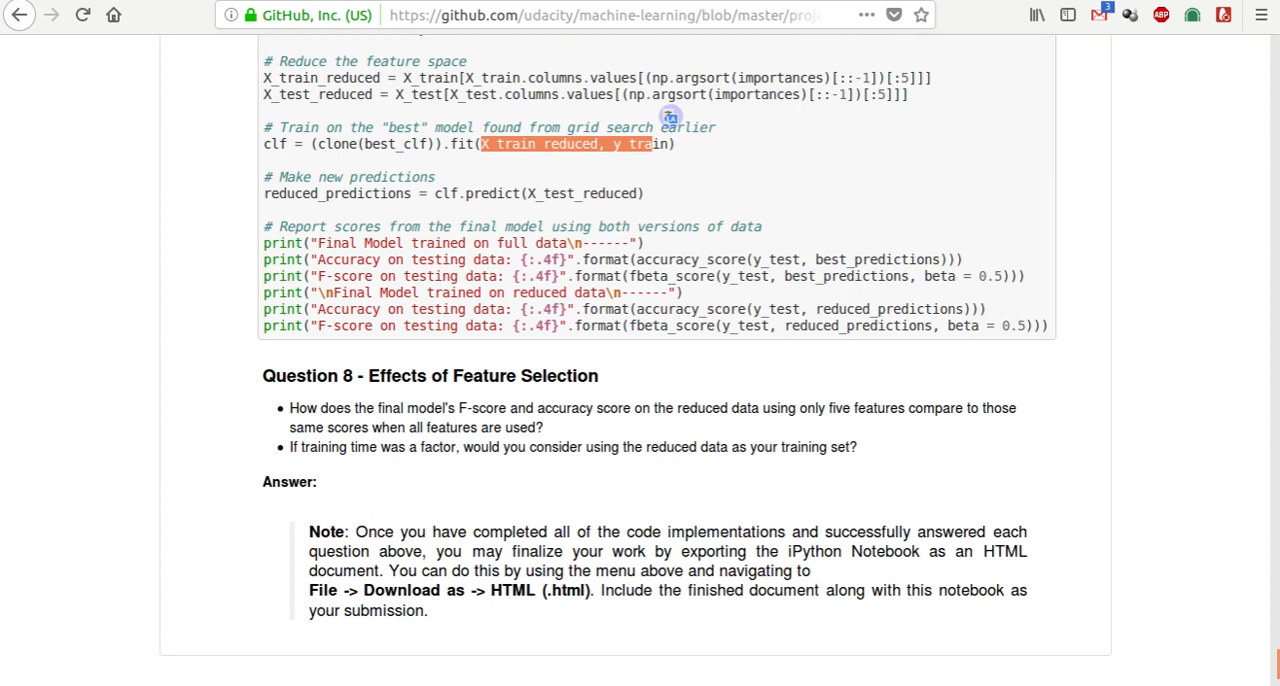 GitHub, Inc. (US) https://github.com/udacity/machine-learning/blob/master/proje
3
ABP
# Reduce the feature space
X_train_reduced = X_train[X_train.columns.values[(np.argsort(importances)[::-1])[:5]]]
X_test_reduced = X_test[X_test.columns.values[(np.argsort(importances)[::-1])[:5]]]
# Train on the "best" model found from grid search earlier
clf = (clone(best_clf)).fit(X_train_reduced, y_train)
# Make new predictions
reduced_predictions = clf.predict(X_test_reduced)
# Report scores from the final model using both versions of data
print("Final Model trained on full data\n------")
print("Accuracy on testing data: {:.4f}".format(accuracy_score(y_test, best_predictions)))
print("F-score on testing data: {:.4f}".format(fbeta_score(y_test, best_predictions, beta = 0.5)))
print("\nFinal Model trained on reduced data\n------")
print("Accuracy on testing data: {:.4f}".format(accuracy_score(y_test, reduced_predictions)))
print("F-score on testing data: {:.4f}".format(fbeta_score(y_test, reduced_predictions, beta = 0.5)))
Question 8 - Effects of Feature Selection
• How does the final model's F-score and accuracy score on the reduced data using only five features compare to those
same scores when all features are used?
• If training time was a factor, would you consider using the reduced data as your training set?
Answer:
Note: Once you have completed all of the code implementations and successfully answered each
question above, you may finalize your work by exporting the iPython Notebook as an HTML
document. You can do this by using the menu above and navigating to
File -> Download as -> HTML (.html). Include the finished document along with this notebook as
your submission.